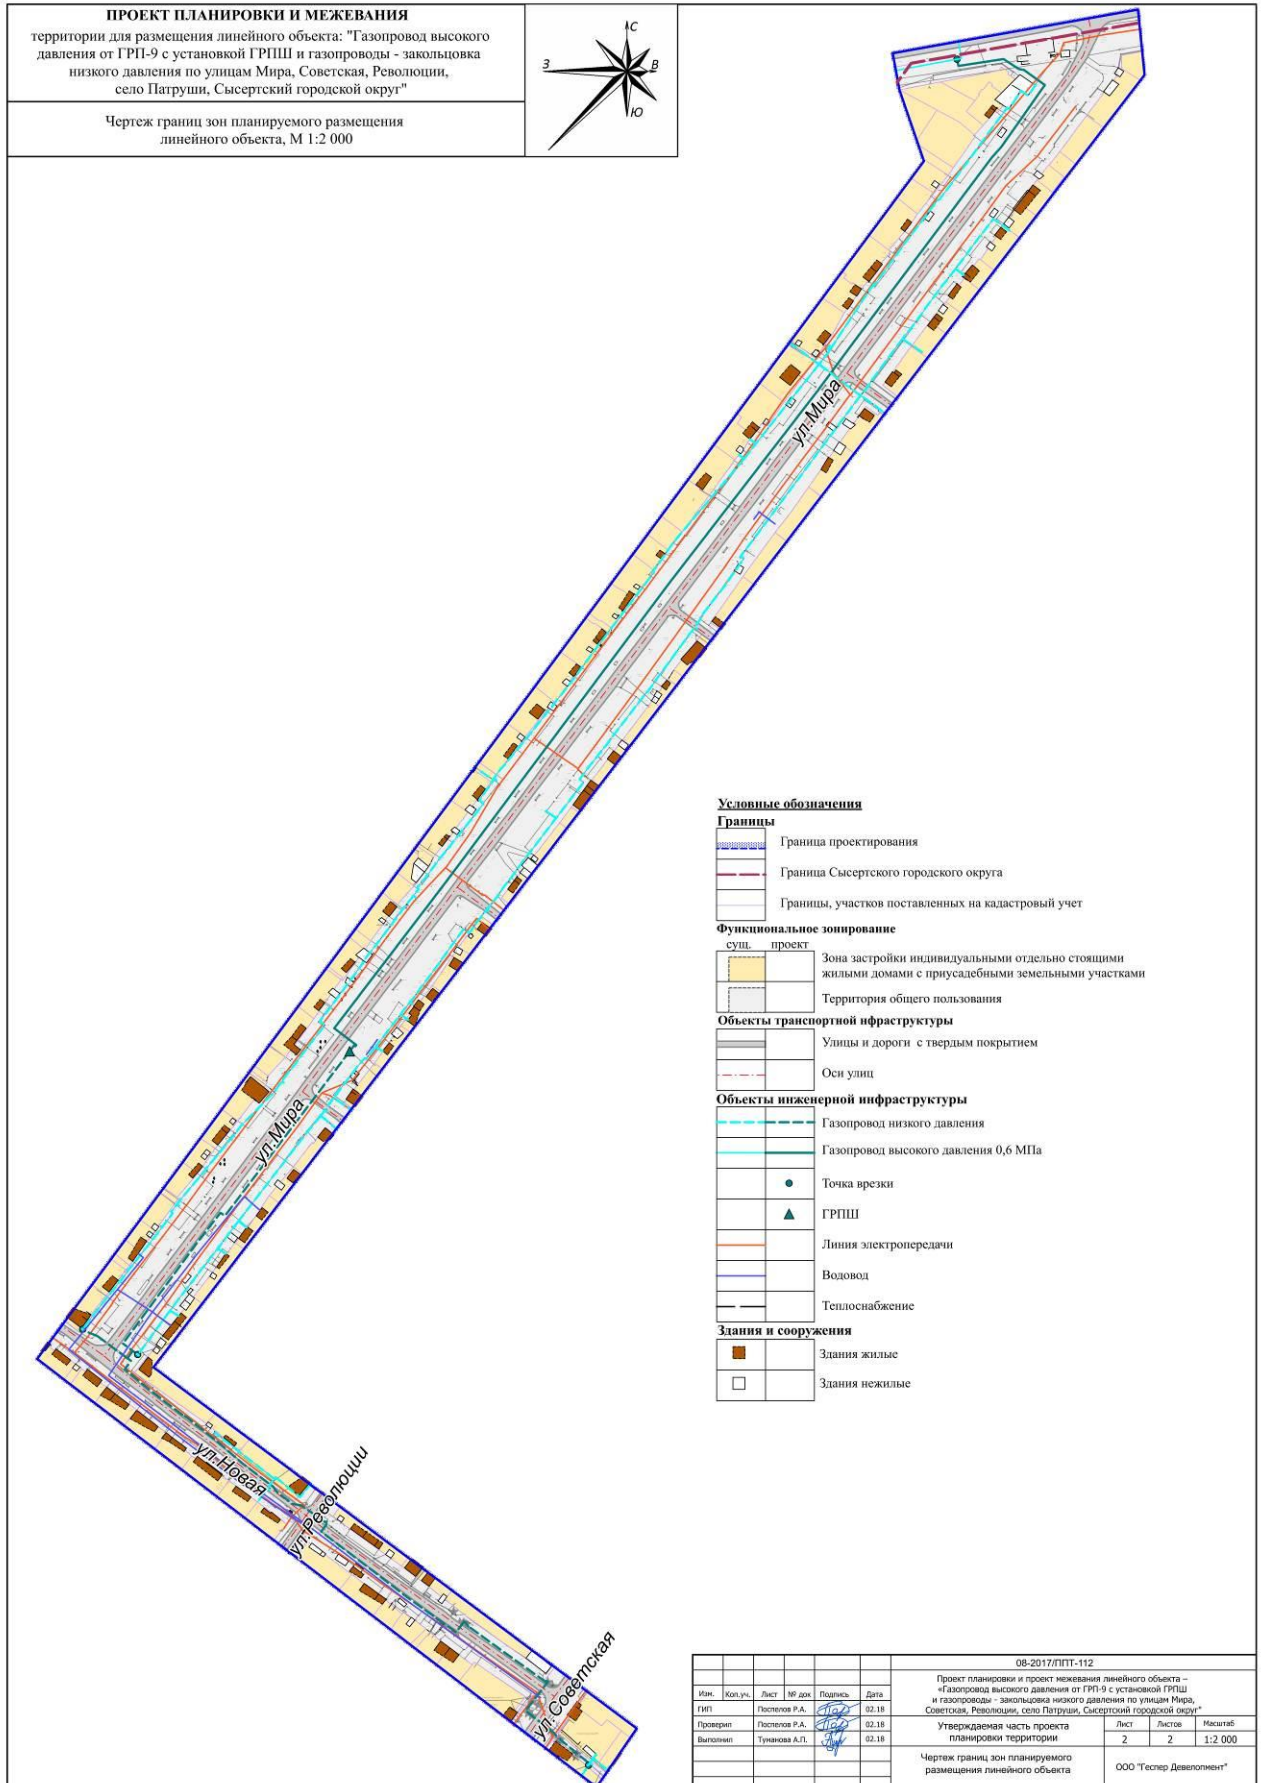 ПРОЕКТ ПЛАНИРОВКИ И МЕЖЕВАНИЯ
территории для размещения линейного объекта: "Газопровод высокого
давления от ГРП-9 с установкой ГРПШ и газопроводы - закольцовка
низкого давления по улицам Мира, Советская, Революции,
село Патруши, Сысертский городской округ"
Чертеж границ зон планируемого размещения
линейного объекта, М 1:2 000
С
З
В
Ю
ул.Мира
ул.Мира
ул.Новая
ул.Революции
ул.Советская
Условные обозначения
Границы
Граница проектирования
Граница Сысертского городского округа
Границы, участков поставленных на кадастровый учет
Функциональное зонирование
сущ. проект
Зона застройки индивидуальными отдельно стоящими
жилыми домами с приусадебными земельными участками
Территория общего пользования
Объекты транспортной нфраструктуры
Улицы и дороги с твердым покрытием
Оси улиц
Объекты инженерной инфраструктуры
Газопровод низкого давления
Газопровод высокого давления 0,6 МПа
Точка врезки
ГРПШ
Линия электропередачи
Водовод
Теплоснабжение
Здания и сооружения
Здания жилые
Здания нежилые
08-2017/ППТ-112
Проект планировки и проект межевания линейного объекта –
«Газопровод высокого давления от ГРП-9 с установкой ГРПШ
и газопроводы - закольцовка низкого давления по улицам Мира,
Советская, Революции, село Патруши, Сысертский городской округ"
Изм. Кол.уч. Лист № док Подпись Дата
ГИП Поспелов Р.А. 02.18
Проверил Поспелов Р.А. 02.18
Выполнил Туманова А.П. 02.18
Утверждаемая часть проекта
планировки территории
Лист Листов Масштаб
2 2 1:2 000
Чертеж границ зон планируемого
размещения линейного объекта
ООО "Геспер Девелопмент"